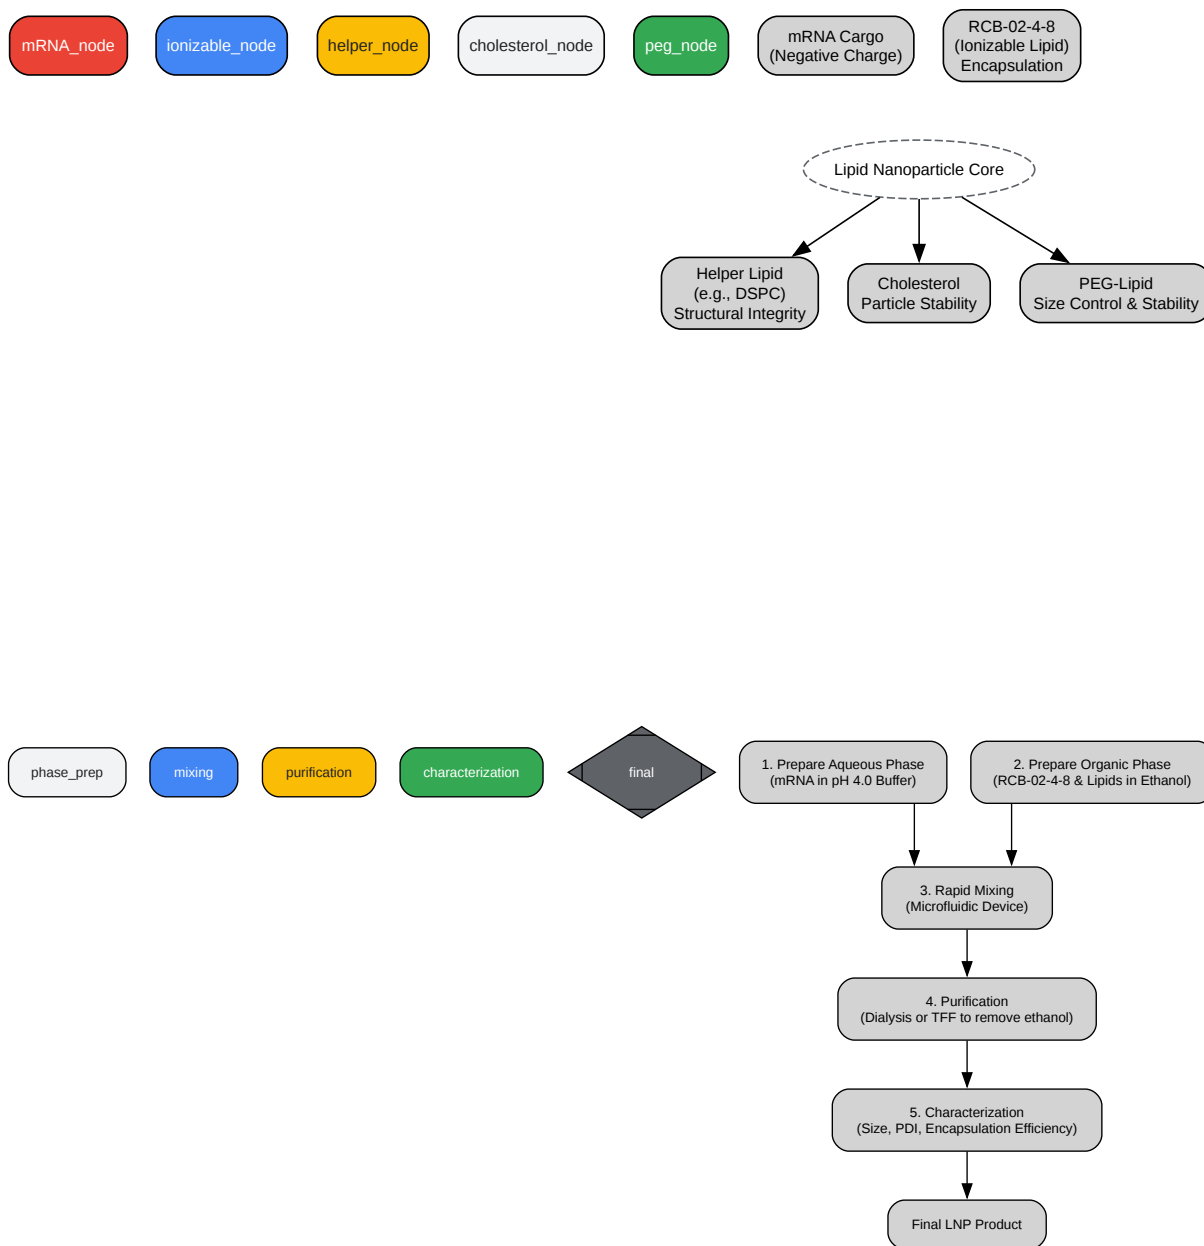 mRNA_node
ionizable_node
helper_node
cholesterol_node
peg_node
mRNA Cargo
(Negative Charge)
RCB-02-4-8
(Ionizable Lipid)
Encapsulation
Lipid Nanoparticle Core
Helper Lipid
(e.g., DSPC)
Structural Integrity
Cholesterol
Particle Stability
PEG-Lipid
Size Control & Stability
phase_prep
mixing
purification
characterization
final
1. Prepare Aqueous Phase
(mRNA in pH 4.0 Buffer)
2. Prepare Organic Phase
(RCB-02-4-8 & Lipids in Ethanol)
3. Rapid Mixing
(Microfluidic Device)
4. Purification
(Dialysis or TFF to remove ethanol)
5. Characterization
(Size, PDI, Encapsulation Efficiency)
Final LNP Product